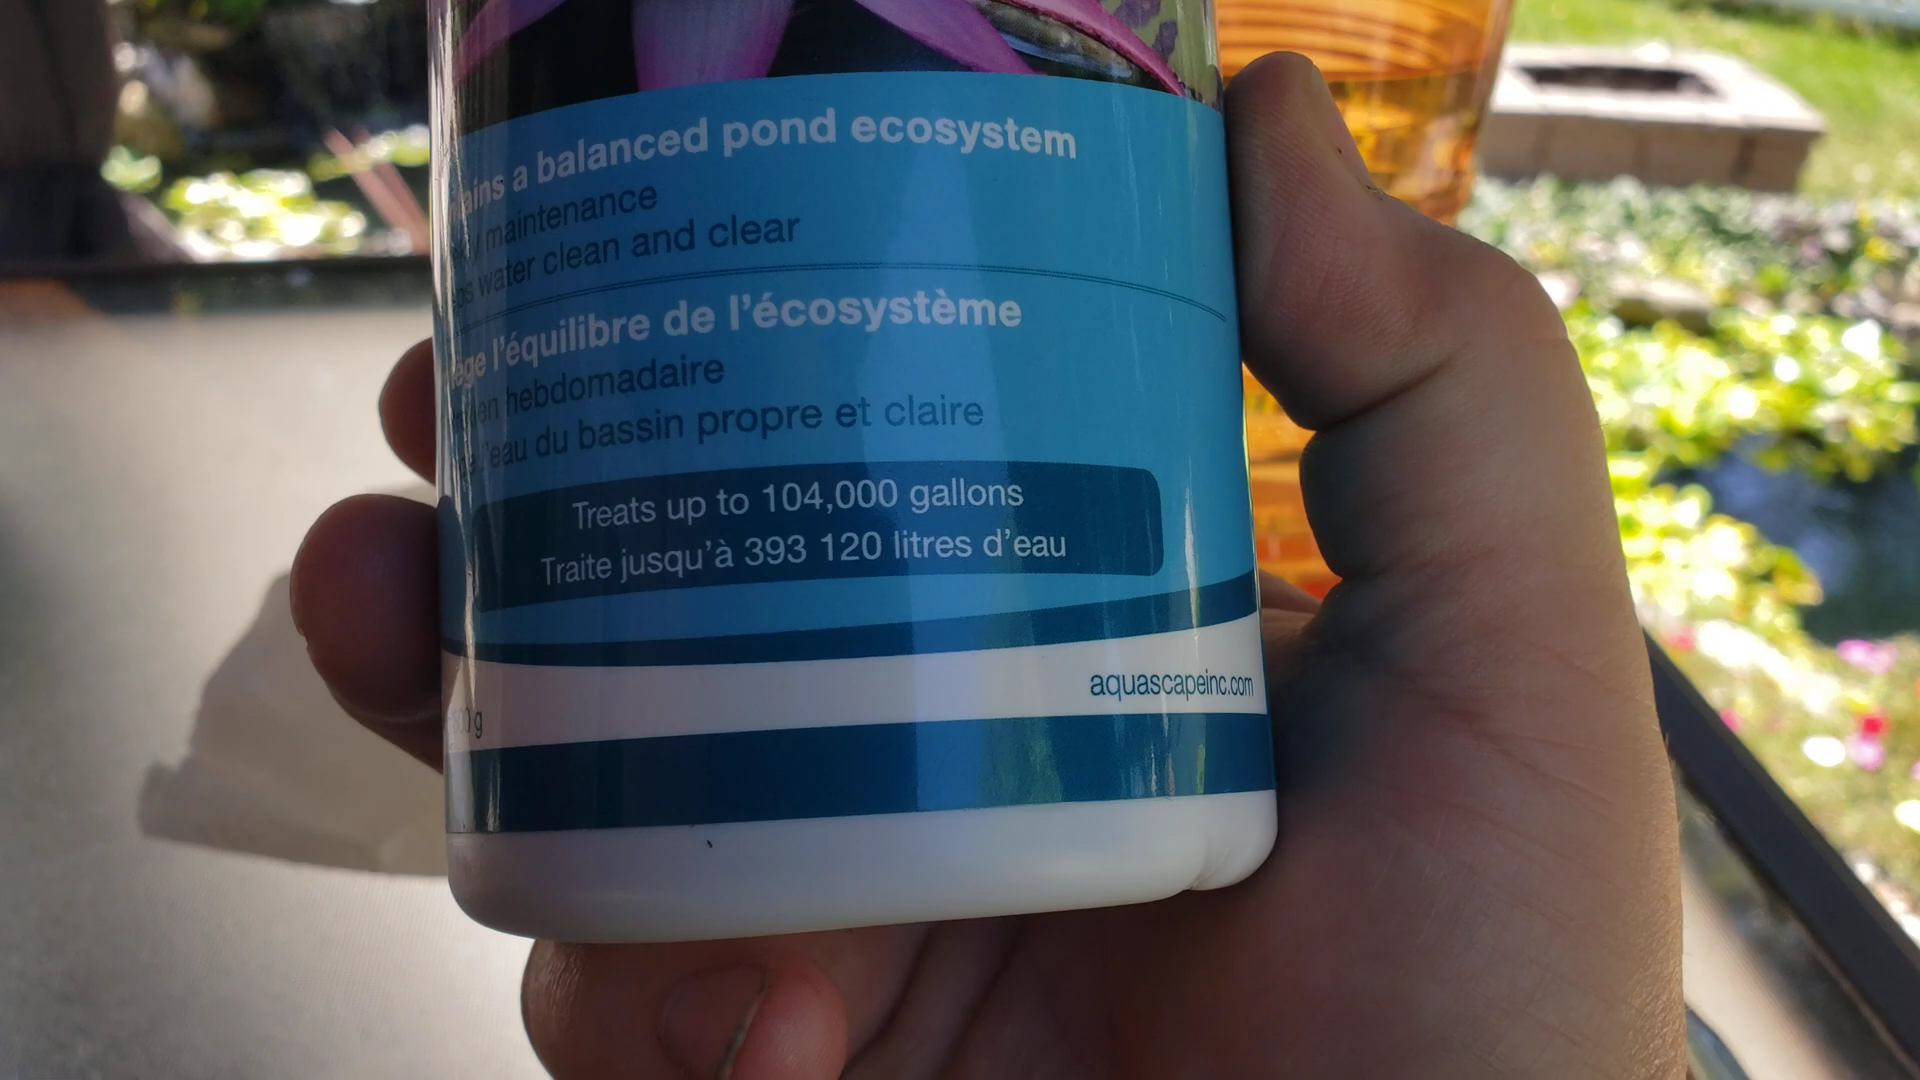 a balanced pond ecosystem
maintenance
water clean and clear
l'équilibre de l'écosystème
hebdomadaire
l'eau du bassin propre et claire
Treats up to 104,000 gallons
Traite jusqu'à 393 120 litres d'eau
aquascapeinc.com
g